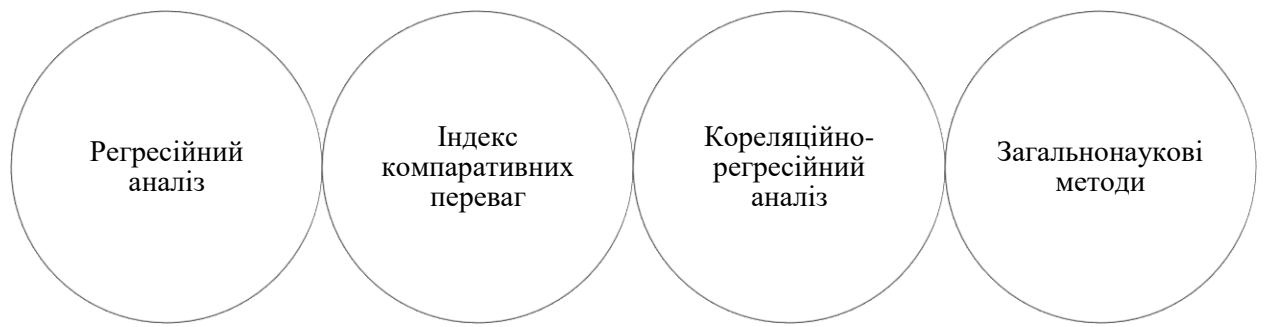 Регресійний
аналіз
Індекс
компаративних
переваг
Кореляційно-
регресійний
аналіз
Загальнонаукові
методи